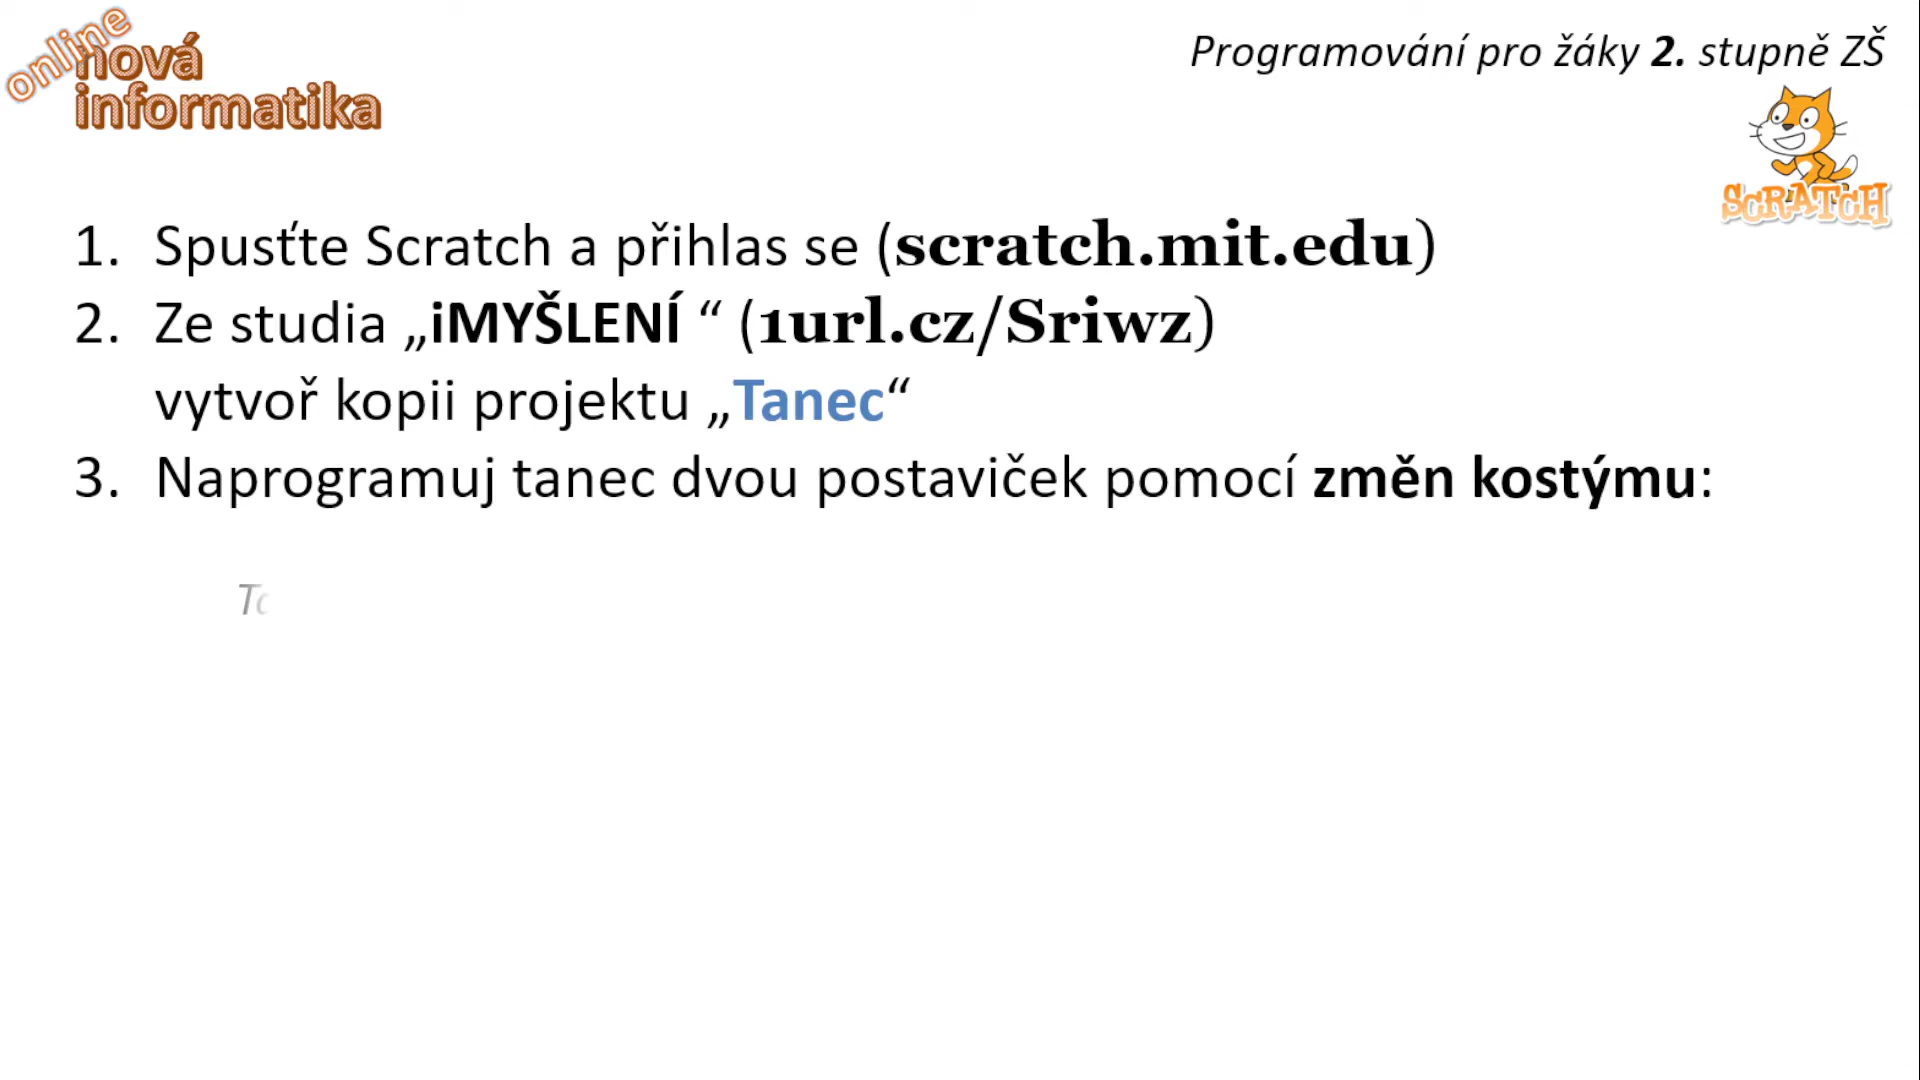 online
nová
informatika
Programování pro žáky 2. stupně ZŠ
SCRATCH
1. Spusťte Scratch a přihlas se (scratch.mit.edu)
2. Ze studia „iMYŠLENÍ “ (1url.cz/Sriwz)
vytvoř kopii projektu „Tanec“
3. Naprogramuj tanec dvou postaviček pomocí změn kostýmu: